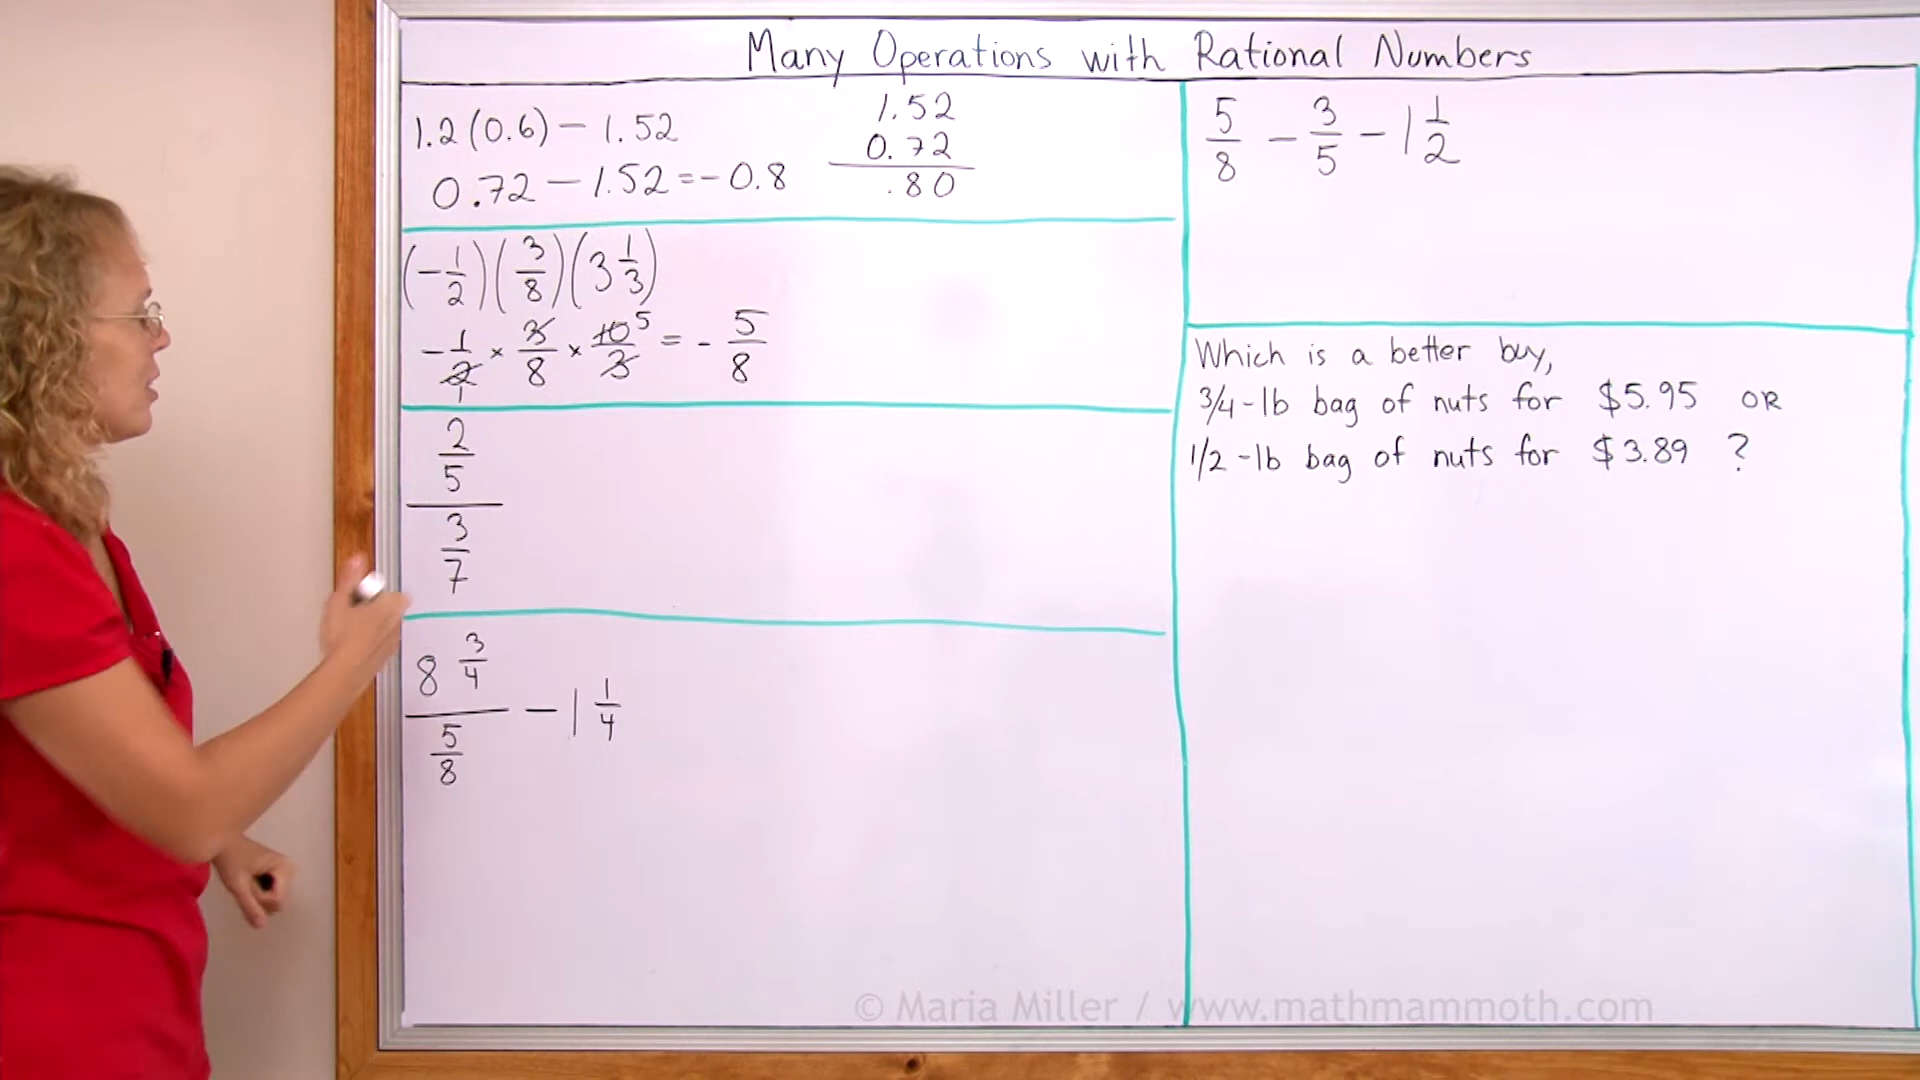 Many Operations with Rational Numbers
1.2(0.6) - 1.52
0.72 - 1.52 = - 0.8
1.52
0.72
.80
(-1/2)(3/8)(3 1/3)
-1/2 × 3/8 × 10/3 = - 5/8
5
1
2/5
3/7
8 3/4
5/8
- 1 1/4
5/8 - 3/5 - 1 1/2
Which is a better buy,
3/4-lb bag of nuts for $5.95 OR
1/2-lb bag of nuts for $3.89 ?
© Maria Miller / www.mathmammoth.com